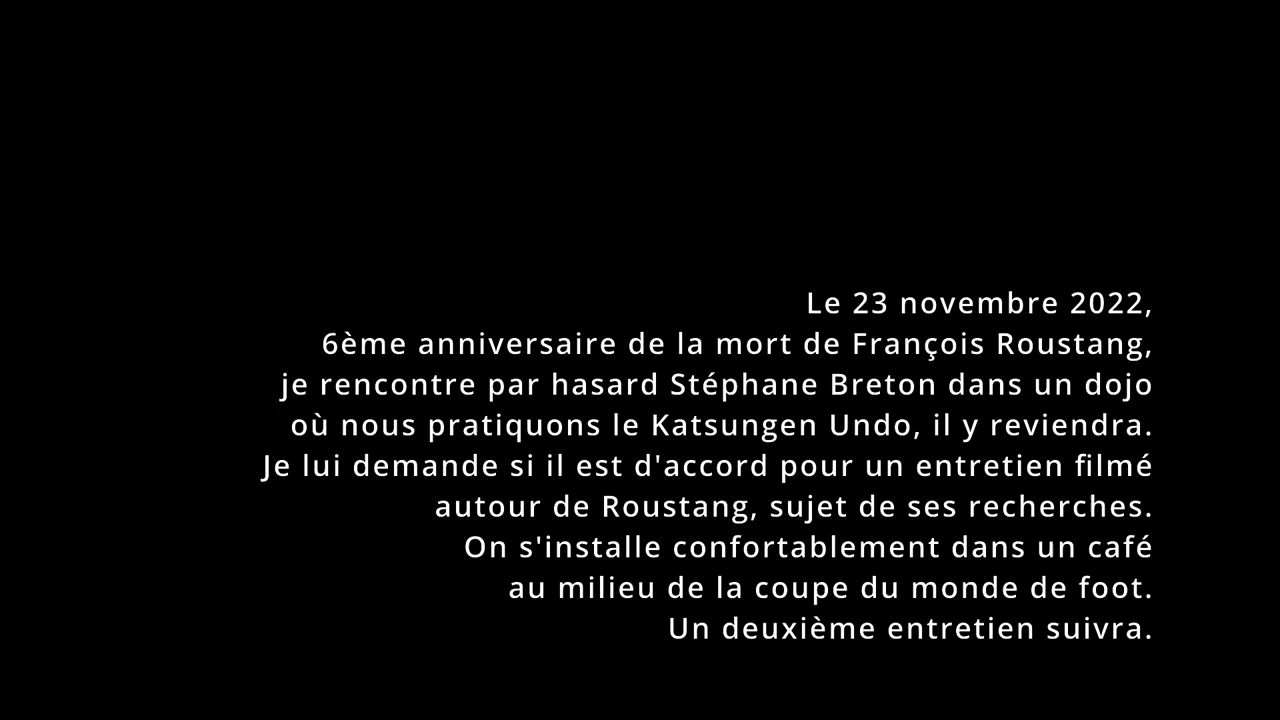 Le 23 novembre 2022,
6ème anniversaire de la mort de François Roustang,
je rencontre par hasard Stéphane Breton dans un dojo
où nous pratiquons le Katsungen Undo, il y reviendra.
Je lui demande si il est d'accord pour un entretien filmé
autour de Roustang, sujet de ses recherches.
On s'installe confortablement dans un café
au milieu de la coupe du monde de foot.
Un deuxième entretien suivra.